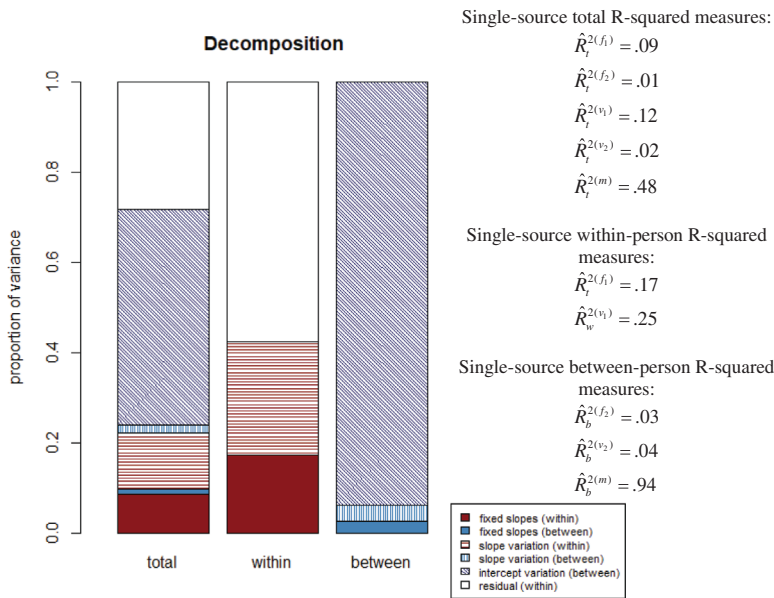 Decomposition
proportion of variance
1.0
0.8
0.6
0.4
0.2
0.0
total within between
Single-source total R-squared measures:
R̂ₜ²⁽ᶠ₁⁾ = .09
R̂ₜ²⁽ᶠ₂⁾ = .01
R̂ₜ²⁽ᵛ₁⁾ = .12
R̂ₜ²⁽ᵛ₂⁾ = .02
R̂ₜ²⁽ᵐ⁾ = .48
Single-source within-person R-squared
measures:
R̂ₜ²⁽ᶠ₁⁾ = .17
R̂_w²⁽ᵛ₁⁾ = .25
Single-source between-person R-squared
measures:
R̂_b²⁽ᶠ₂⁾ = .03
R̂_b²⁽ᵛ₂⁾ = .04
R̂_b²⁽ᵐ⁾ = .94
fixed slopes (within)
fixed slopes (between)
slope variation (within)
slope variation (between)
intercept variation (between)
residual (within)